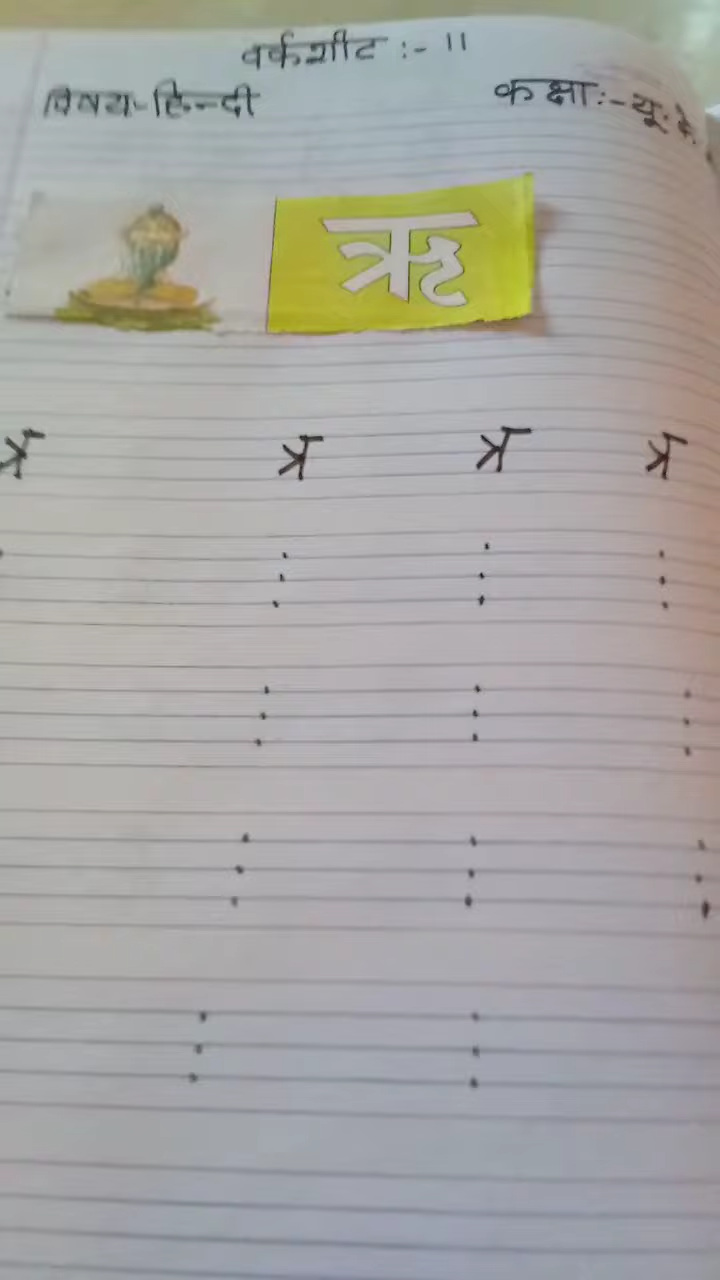 वर्कशीट :- 11
विषय-हिन्दी कक्षा:-यू. के.
ऋ
त्र त्र त्र त्र